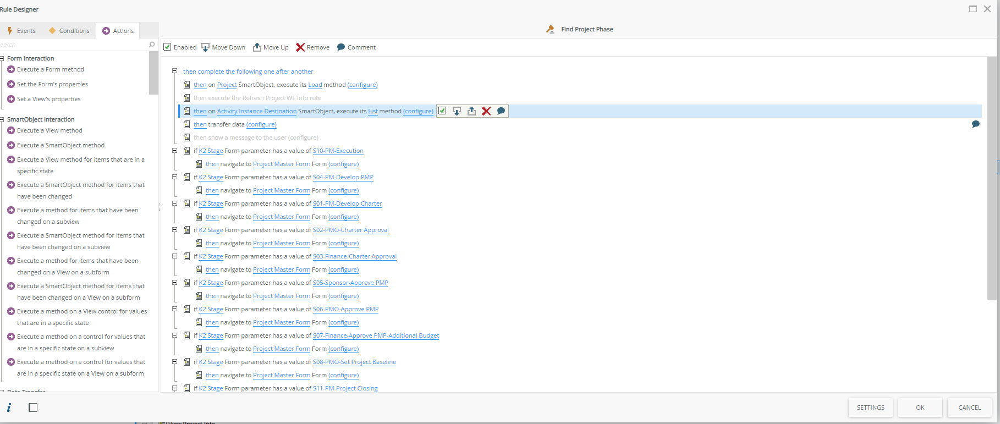 Rule Designer
Events
Conditions
Actions
earch
Find Project Phase
Enabled Move Down Move Up Remove Comment
Form Interaction
Execute a Form method
Set the Form's properties
Set a View's properties
SmartObject Interaction
Execute a View method
Execute a SmartObject method
Execute a View method for items that are in a
specific state
Execute a SmartObject method for items that
have been changed
Execute a method for items that have been
changed on a subview
Execute a SmartObject method for items that
have been changed on a subview
Execute a method for items that have been
changed on a View on a subform
Execute a SmartObject method for items that
have been changed on a View on a subform
Execute a method on a View control for values
that are in a specific state
Execute a method on a control for values that
are in a specific state on a subview
Execute a method on a control for values that
are in a specific state on a View on a subform
Data Transfer
then complete the following one after another
then on Project SmartObject, execute its Load method (configure)
then execute the Refresh Project WF Info rule
then on Activity Instance Destination SmartObject, execute its List method (configure)
then transfer data (configure)
then show a message to the user (configure)
if K2 Stage Form parameter has a value of S10-PM-Execution
then navigate to Project Master Form Form (configure)
if K2 Stage Form parameter has a value of S04-PM-Develop PMP
then navigate to Project Master Form Form (configure)
if K2 Stage Form parameter has a value of S01-PM-Develop Charter
then navigate to Project Master Form Form (configure)
if K2 Stage Form parameter has a value of S02-PMO-Charter Approval
then navigate to Project Master Form Form (configure)
if K2 Stage Form parameter has a value of S03-Finance-Charter Approval
then navigate to Project Master Form Form (configure)
if K2 Stage Form parameter has a value of S05-Sponsor-Approve PMP
then navigate to Project Master Form Form (configure)
if K2 Stage Form parameter has a value of S06-PMO-Approve PMP
then navigate to Project Master Form Form (configure)
if K2 Stage Form parameter has a value of S07-Finance-Approve PMP-Additional Budget
then navigate to Project Master Form Form (configure)
if K2 Stage Form parameter has a value of S08-PMO-Set Project Baseline
then navigate to Project Master Form Form (configure)
if K2 Stage Form parameter has a value of S11-PM-Project Closing
SETTINGS
OK
CANCEL
View Project Info